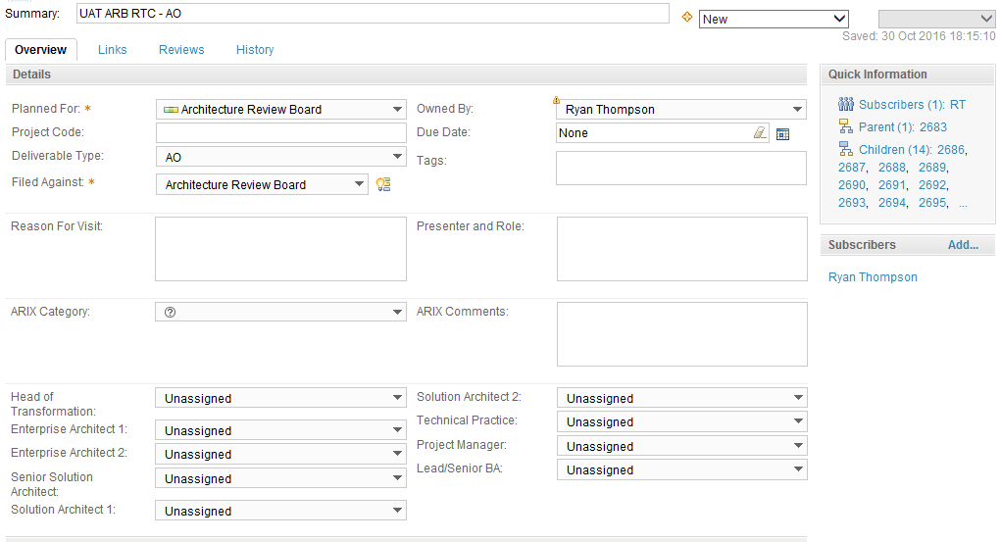 Summary: UAT ARB RTC - AO New
Saved: 30 Oct 2016 18:15:10
Overview Links Reviews History
Details
Planned For: * Architecture Review Board Owned By: Ryan Thompson
Project Code: Due Date: None
Deliverable Type: AO Tags:
Filed Against: * Architecture Review Board
Reason For Visit: Presenter and Role:
ARIX Category: ARIX Comments:
Head of
Transformation: Unassigned Solution Architect 2: Unassigned
Enterprise Architect 1: Unassigned Technical Practice: Unassigned
Enterprise Architect 2: Unassigned Project Manager: Unassigned
Senior Solution
Architect: Unassigned Lead/Senior BA: Unassigned
Solution Architect 1: Unassigned
Quick Information
Subscribers (1): RT
Parent (1): 2683
Children (14): 2686,
2687, 2688, 2689,
2690, 2691, 2692,
2693, 2694, 2695, ...
Subscribers Add...
Ryan Thompson